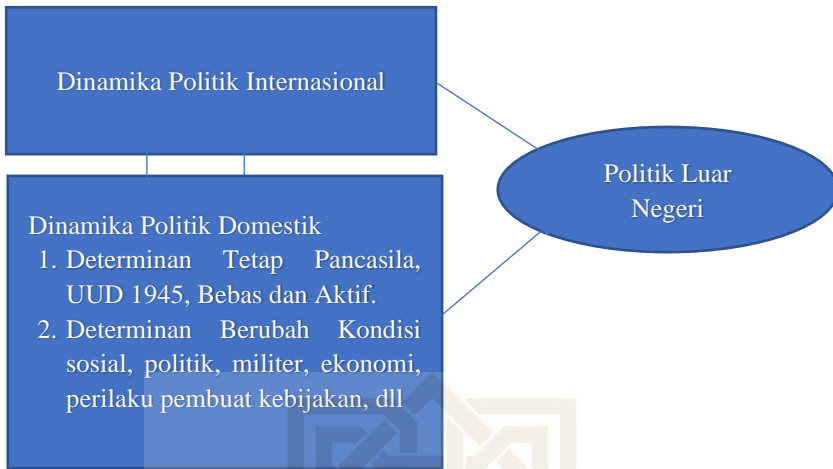 Dinamika Politik Internasional
Politik Luar
Negeri
Dinamika Politik Domestik
1. Determinan Tetap Pancasila,
UUD 1945, Bebas dan Aktif.
2. Determinan Berubah Kondisi
sosial, politik, militer, ekonomi,
perilaku pembuat kebijakan, dll